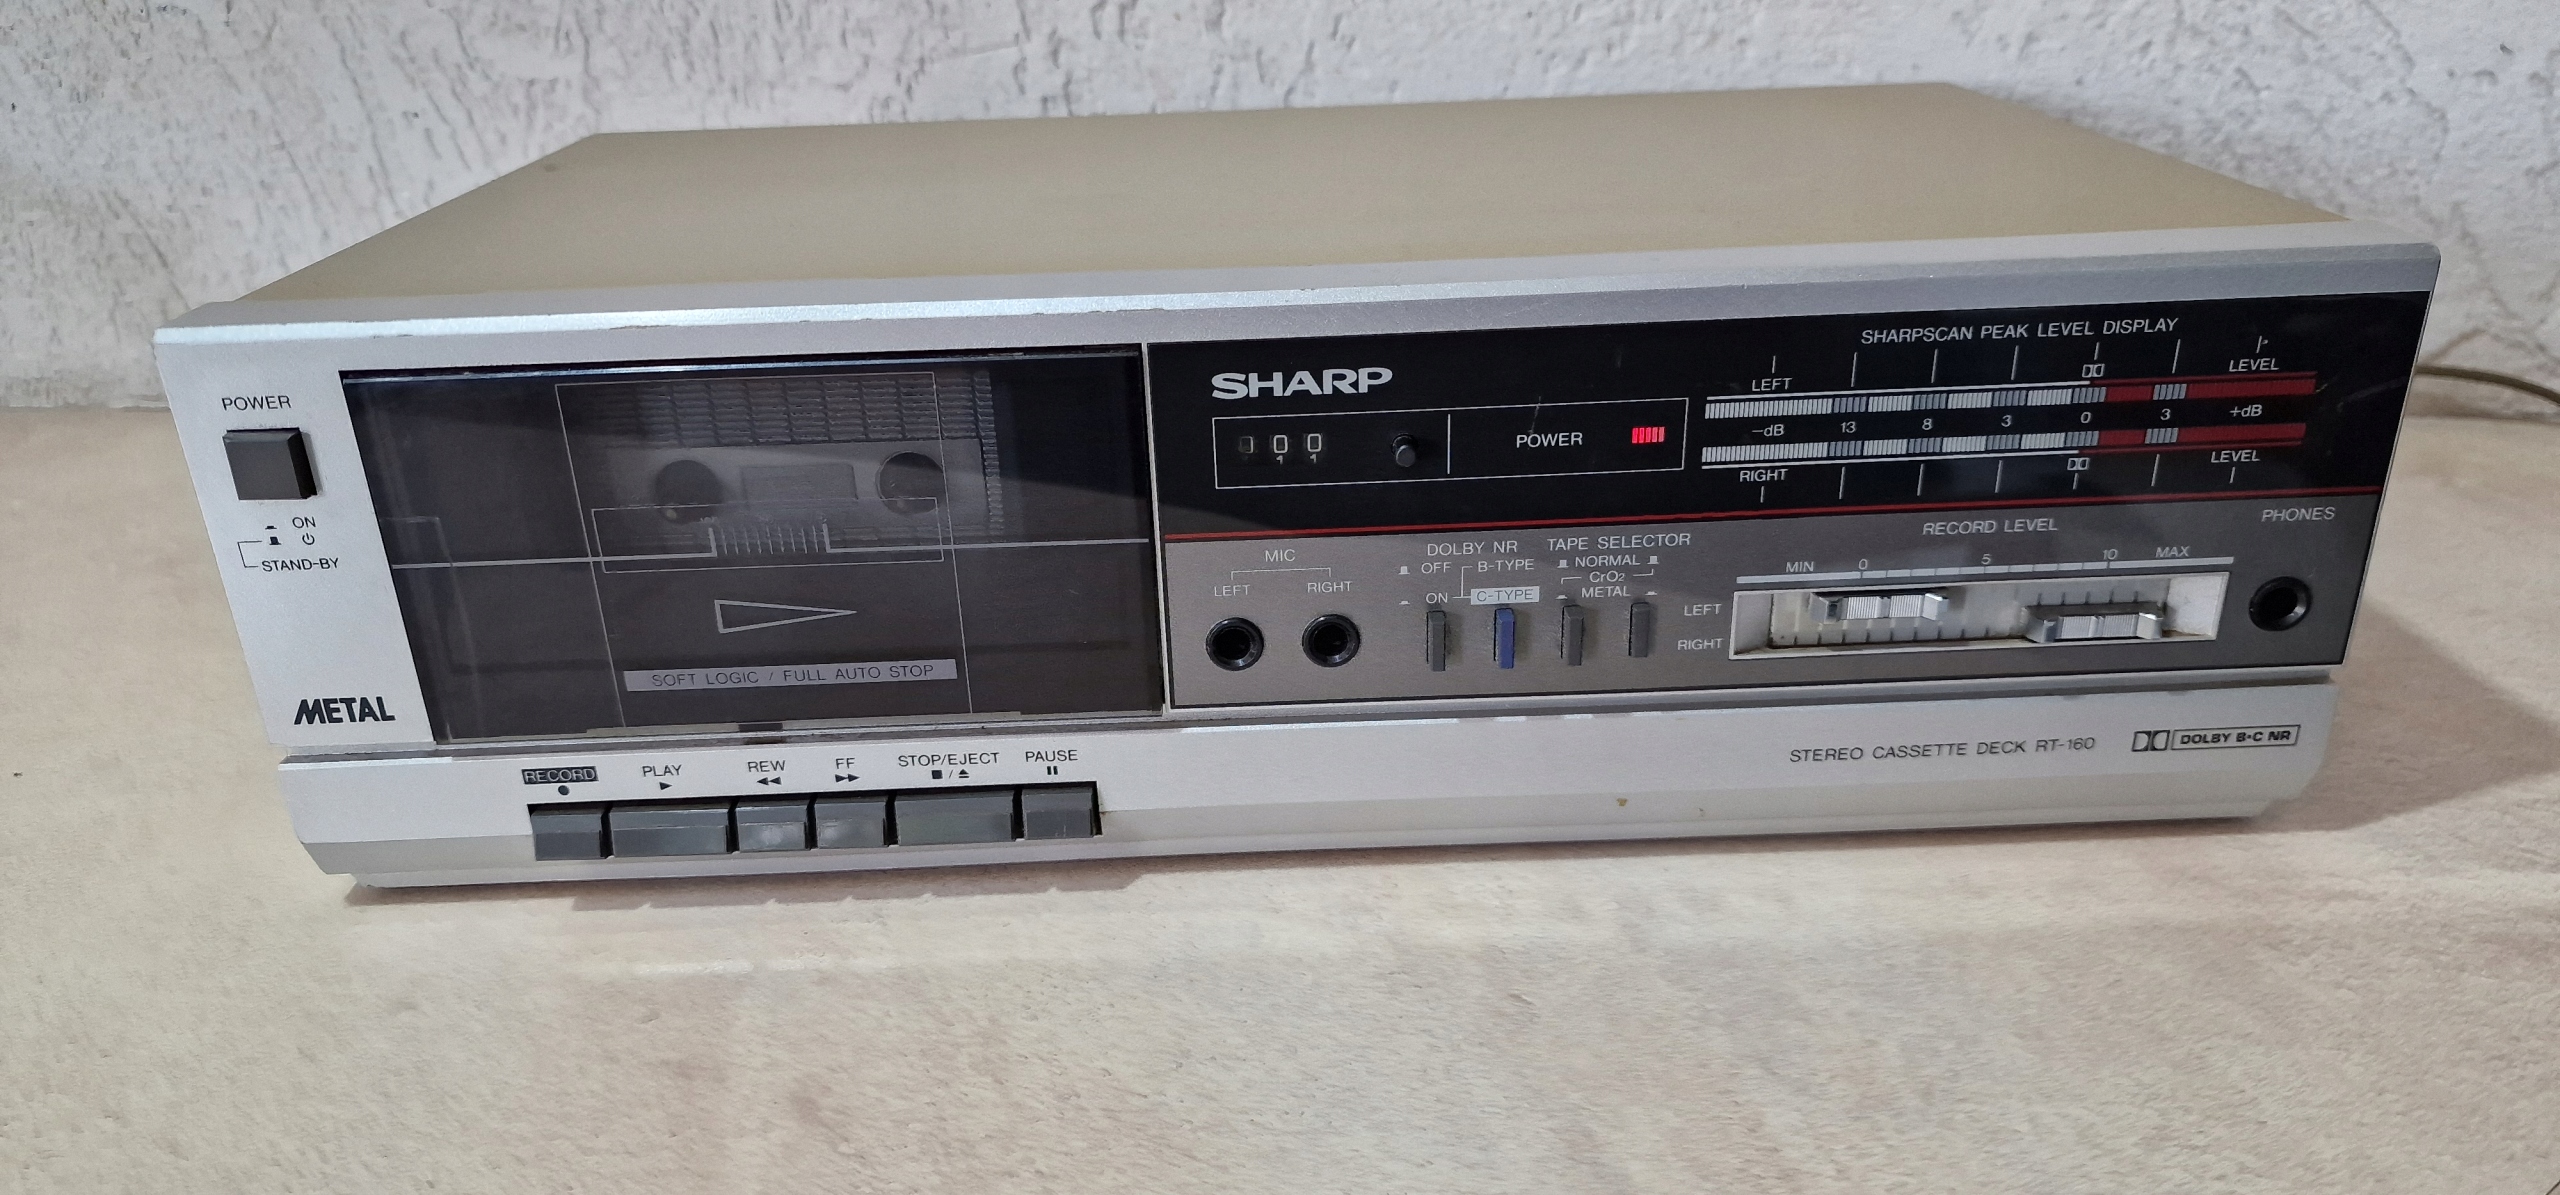 POWER
ON
STAND-BY
METAL
SOFT LOGIC / FULL AUTO STOP
RECORD
PLAY
REW
FF
STOP/EJECT
PAUSE
SHARP
00
1 1
POWER
SHARPSCAN PEAK LEVEL DISPLAY
LEFT
LEVEL
-dB 13 8 3 0 3 +dB
RIGHT
LEVEL
MIC
LEFT RIGHT
DOLBY NR
OFF B-TYPE
ON C-TYPE
TAPE SELECTOR
NORMAL
CrO2
METAL
RECORD LEVEL
MIN 0 5 10 MAX
LEFT
RIGHT
PHONES
STEREO CASSETTE DECK RT-160
DOLBY B•C NR